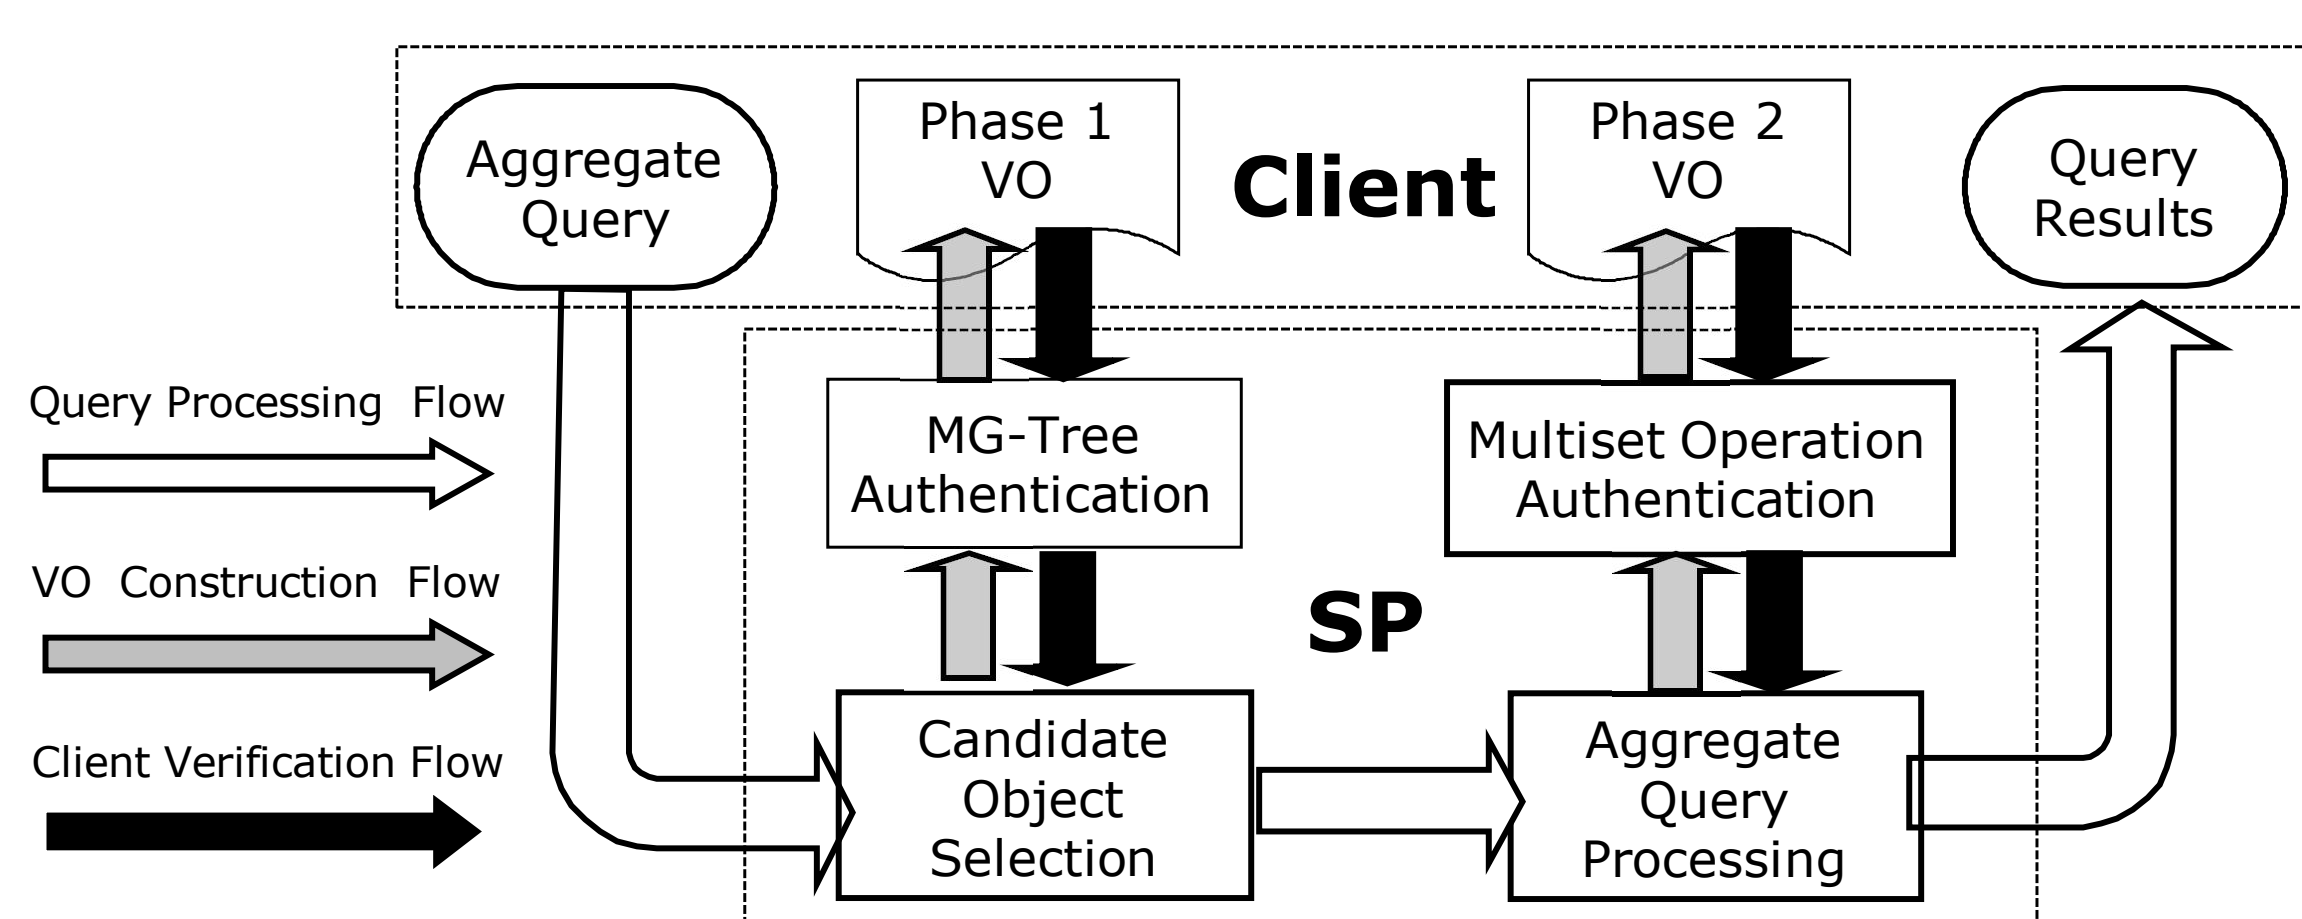 Aggregate
Query
Phase 1
VO
Client
Phase 2
VO
Query
Results
Query Processing Flow
MG-Tree
Authentication
Multiset Operation
Authentication
VO Construction Flow
SP
Client Verification Flow
Candidate
Object
Selection
Aggregate
Query
Processing